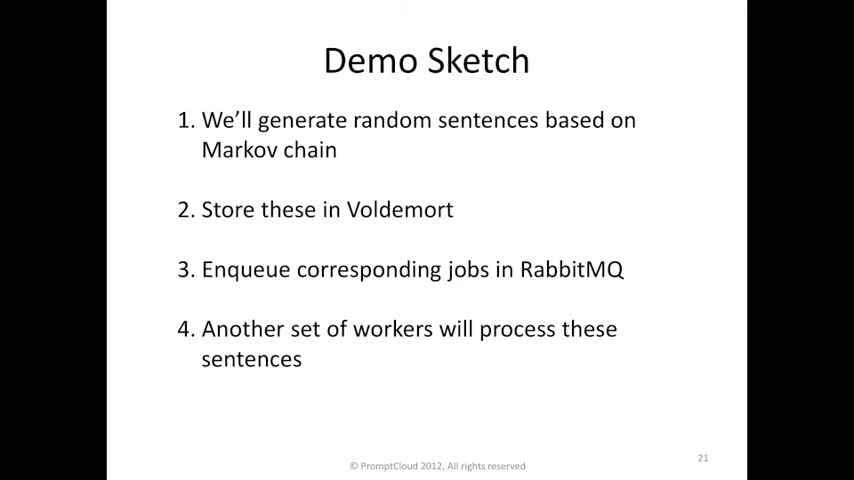 Demo Sketch
1. We’ll generate random sentences based on
Markov chain
2. Store these in Voldemort
3. Enqueue corresponding jobs in RabbitMQ
4. Another set of workers will process these
sentences
© PromptCloud 2012, All rights reserved
21